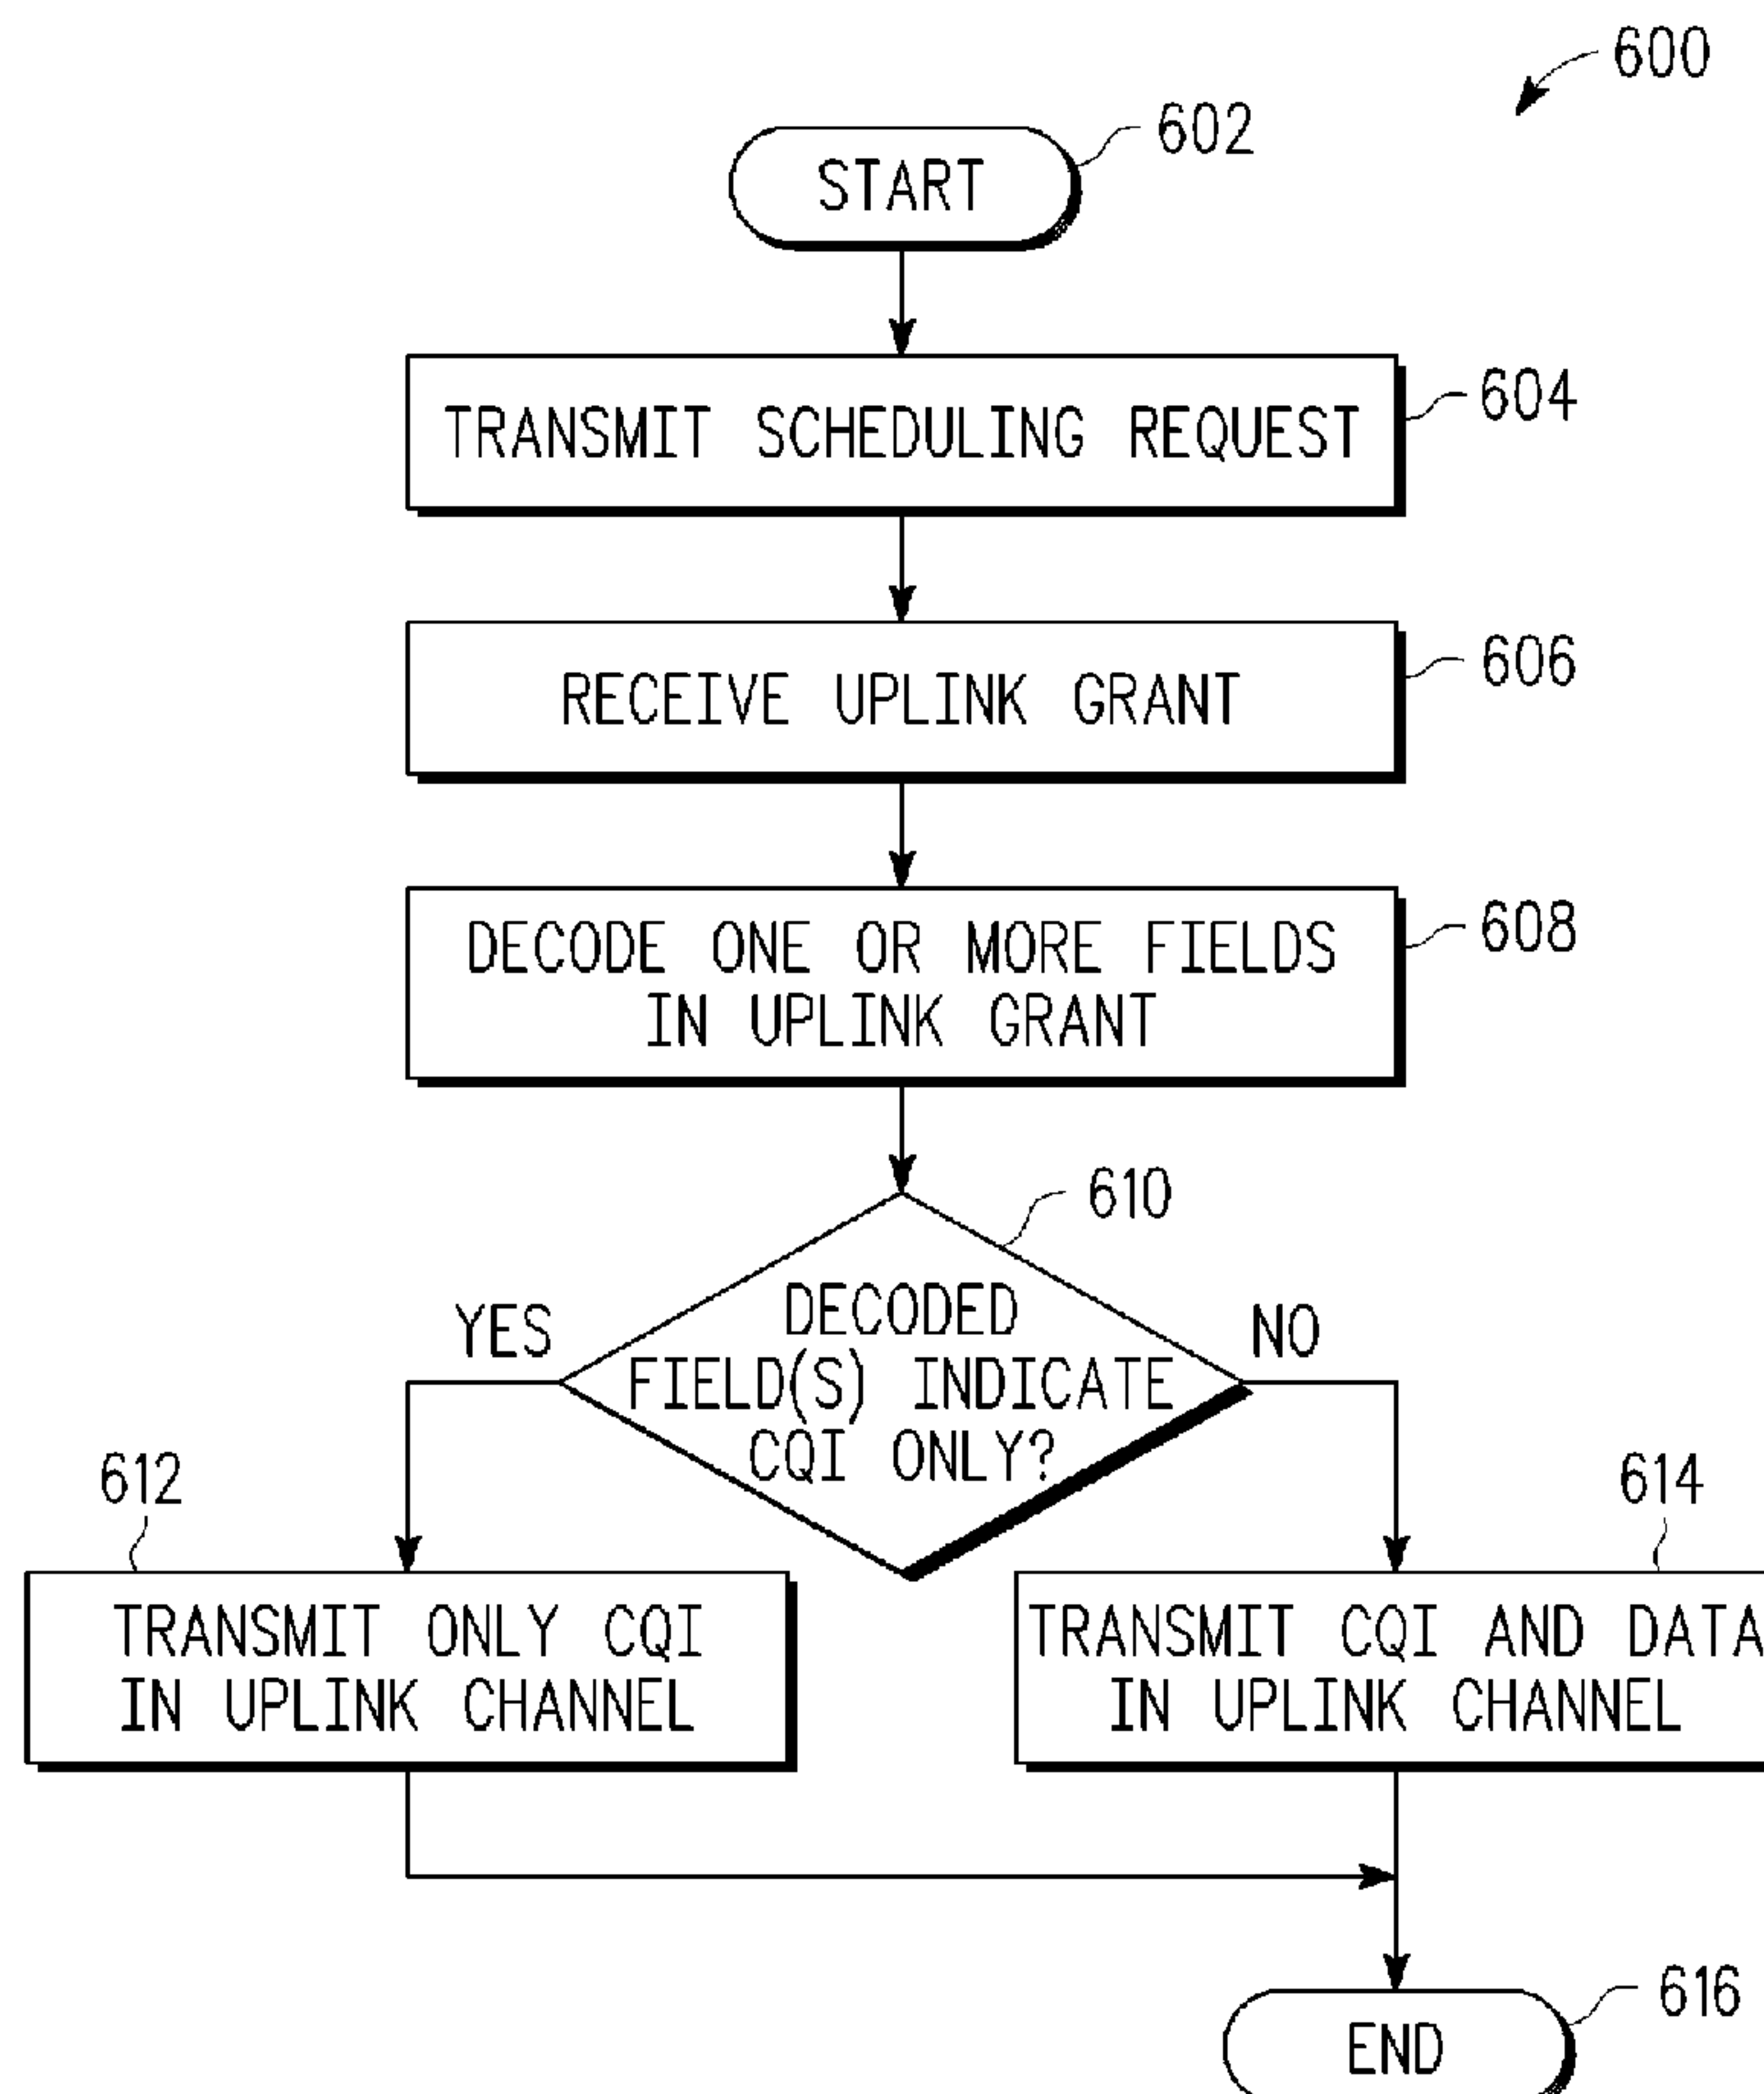 600
602
START
604
TRANSMIT SCHEDULING REQUEST
606
RECEIVE UPLINK GRANT
608
DECODE ONE OR MORE FIELDS
IN UPLINK GRANT
610
DECODED
FIELD(S) INDICATE
CQI ONLY?
YES
NO
612
TRANSMIT ONLY CQI
IN UPLINK CHANNEL
614
TRANSMIT CQI AND DATA
IN UPLINK CHANNEL
616
END